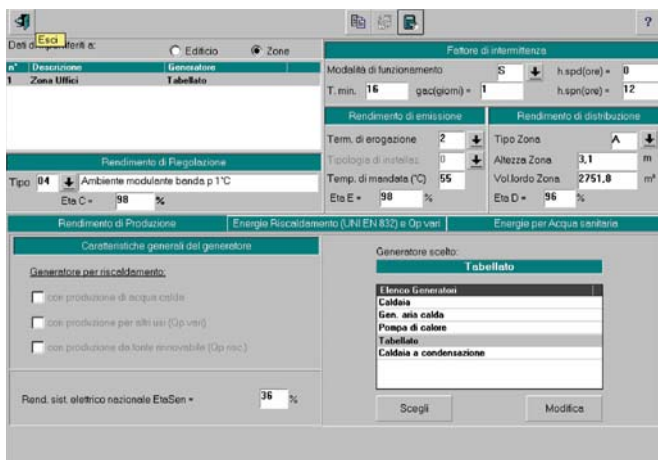 Esci
?
Dati di
riferiti a:
Edificio
Zone
n° Descrizione Generatore
1 Zona Uffici Tabellato
Rendimento di Regolazione
Tipo 04 Ambiente modulante banda p 1°C
Eta C = 98 %
Fattore di intermittenza
Modalità di funzionamento S h.spd(ore) = 0
T. min. 16 gac(giorni) = 1 h.spn(ore) = 12
Rendimento di emissione
Term. di erogazione 2
Tipologia di installaz. 0
Temp. di mandata (°C) 55
Eta E = 98 %
Rendimento di distribuzione
Tipo Zona A
Altezza Zona 3,1 m
Vol.lordo Zona 2751,8 m³
Eta D = 96 %
Rendimento di Produzione
Energie Riscaldamento (UNI EN 832) e Qp vari
Energie per Acqua sanitaria
Caratteristiche generali del generatore
Generatore per riscaldamento:
con produzione di acqua calda
con produzione per altri usi (Qp vari)
con produzione da fonte rinnovabile (Qp risc.)
Rend. sist. elettrico nazionale EtaSen = 36 %
Generatore scelto:
Tabellato
Elenco Generatori
Caldaia
Gen. aria calda
Pompa di calore
Tabellato
Caldaia a condensazione
Scegli
Modifica